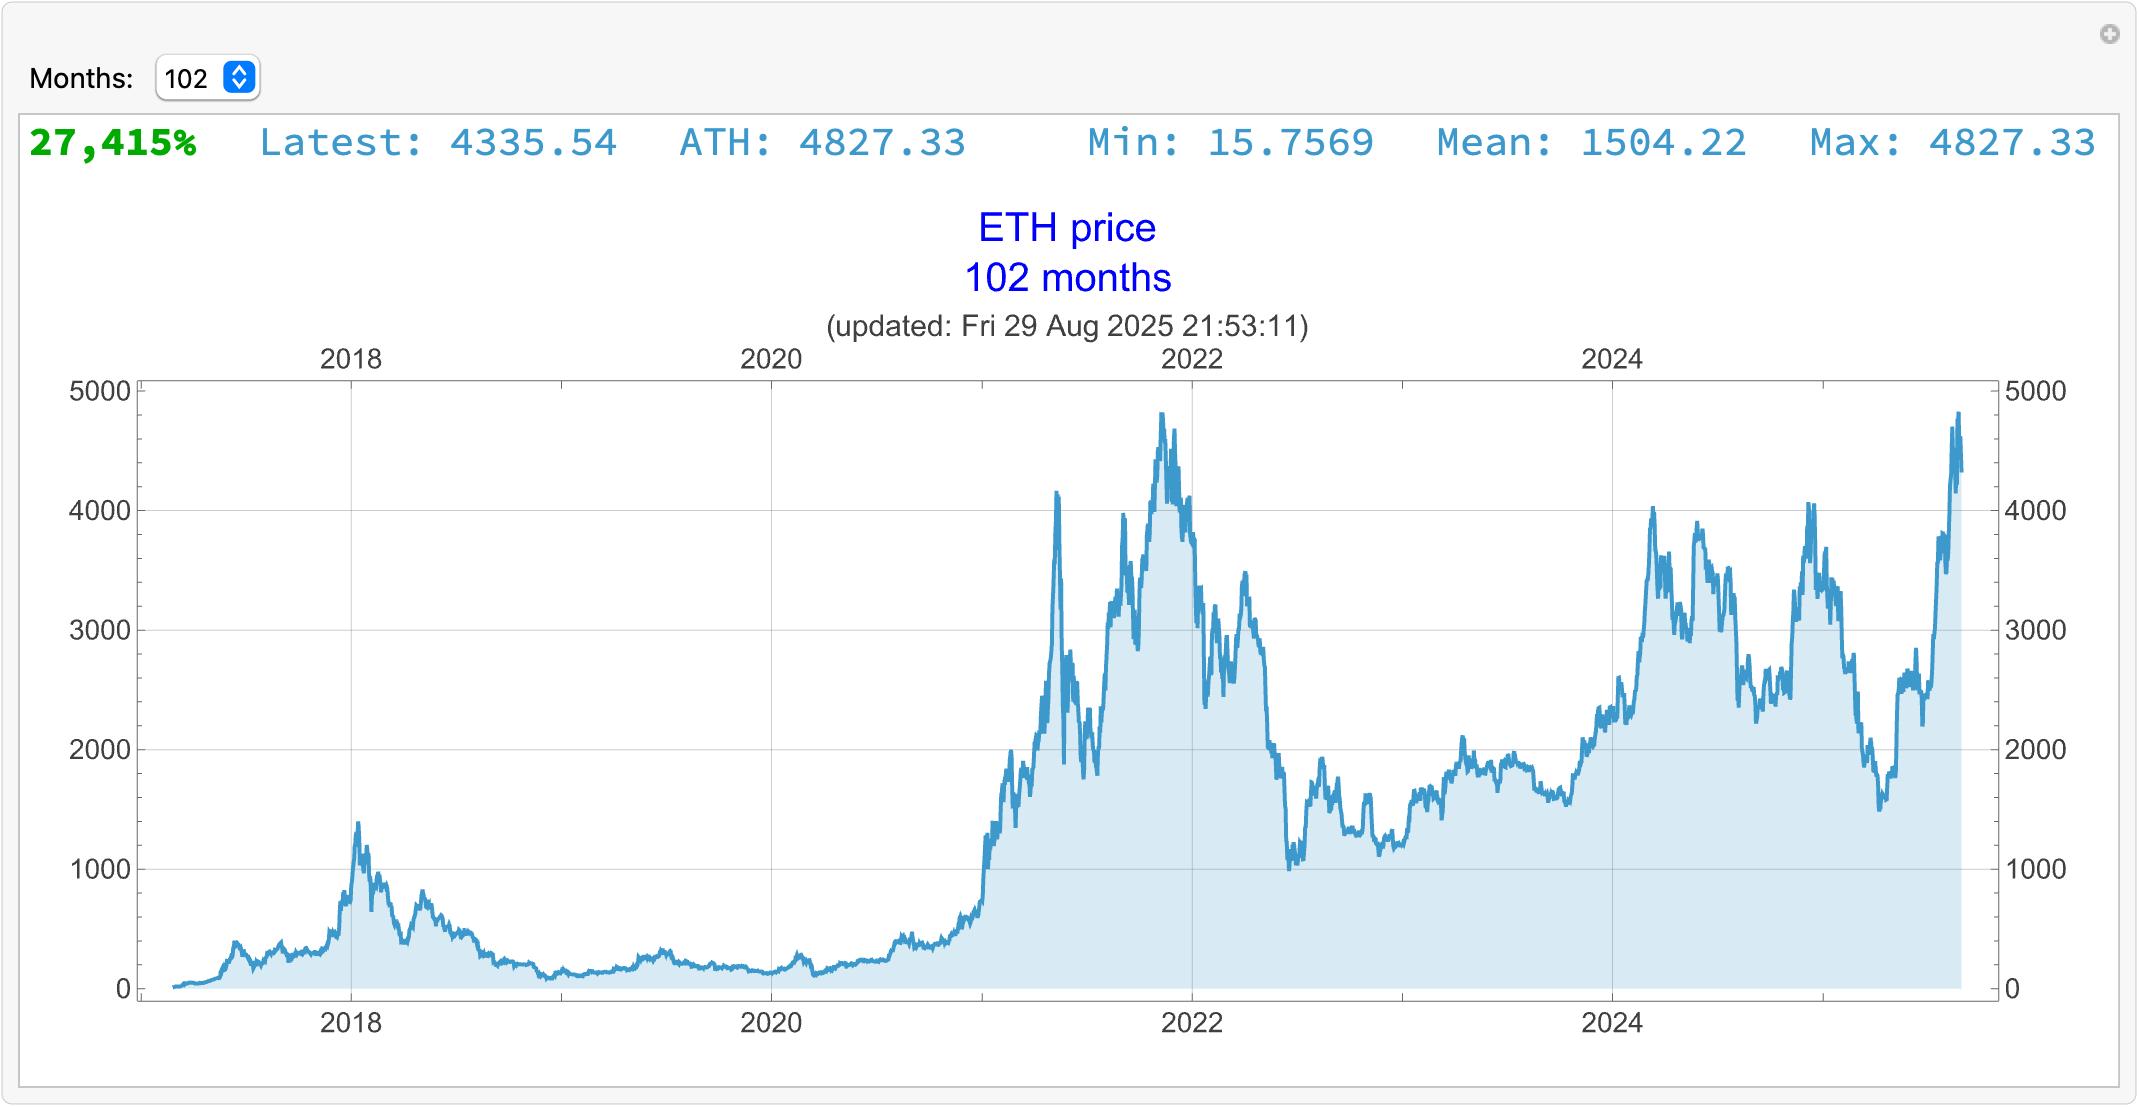 Months: 102
27,415% Latest: 4335.54 ATH: 4827.33 Min: 15.7569 Mean: 1504.22 Max: 4827.33
ETH price
102 months
(updated: Fri 29 Aug 2025 21:53:11)
2018 2020 2022 2024
5000 5000
4000 4000
3000 3000
2000 2000
1000 1000
0 0
2018 2020 2022 2024